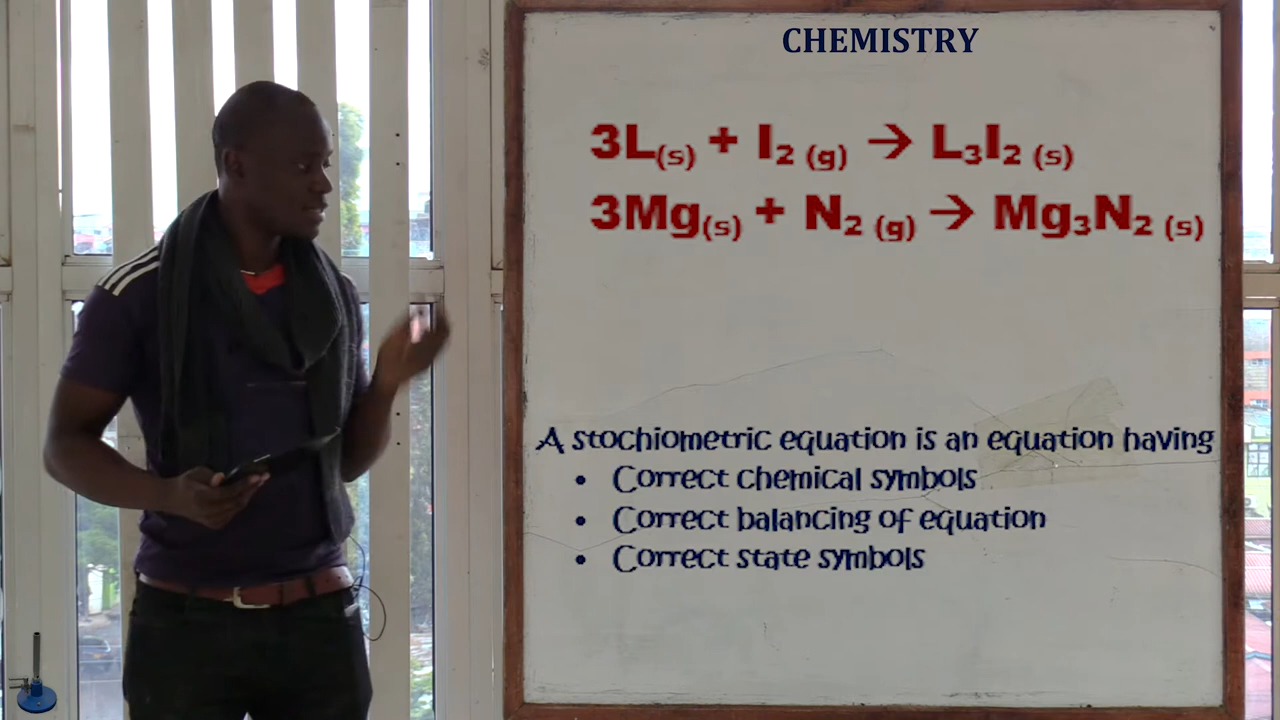 CHEMISTRY
3L(s) + I₂ (g) → L₃I₂ (s)
3Mg(s) + N₂ (g) → Mg₃N₂ (s)
A stochiometric equation is an equation having
• Correct chemical symbols
• Correct balancing of equation
• Correct state symbols